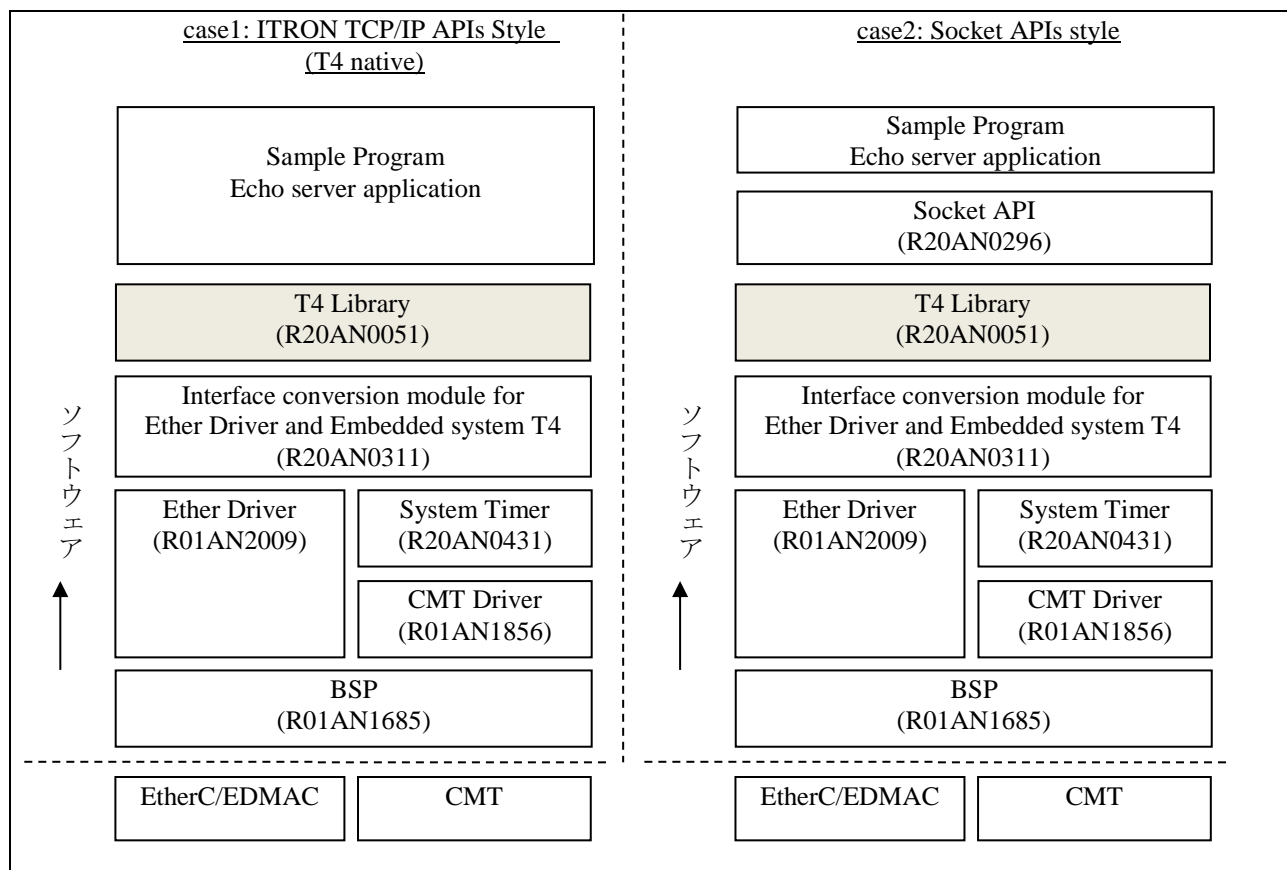 case1: ITRON TCP/IP APIs Style
(T4 native)
Sample Program
Echo server application
T4 Library
(R20AN0051)
Interface conversion module for
Ether Driver and Embedded system T4
(R20AN0311)
Ether Driver
(R01AN2009)
System Timer
(R20AN0431)
CMT Driver
(R01AN1856)
BSP
(R01AN1685)
ソフトウェア
EtherC/EDMAC
CMT
case2: Socket APIs style
Sample Program
Echo server application
Socket API
(R20AN0296)
T4 Library
(R20AN0051)
Interface conversion module for
Ether Driver and Embedded system T4
(R20AN0311)
Ether Driver
(R01AN2009)
System Timer
(R20AN0431)
CMT Driver
(R01AN1856)
BSP
(R01AN1685)
ソフトウェア
EtherC/EDMAC
CMT